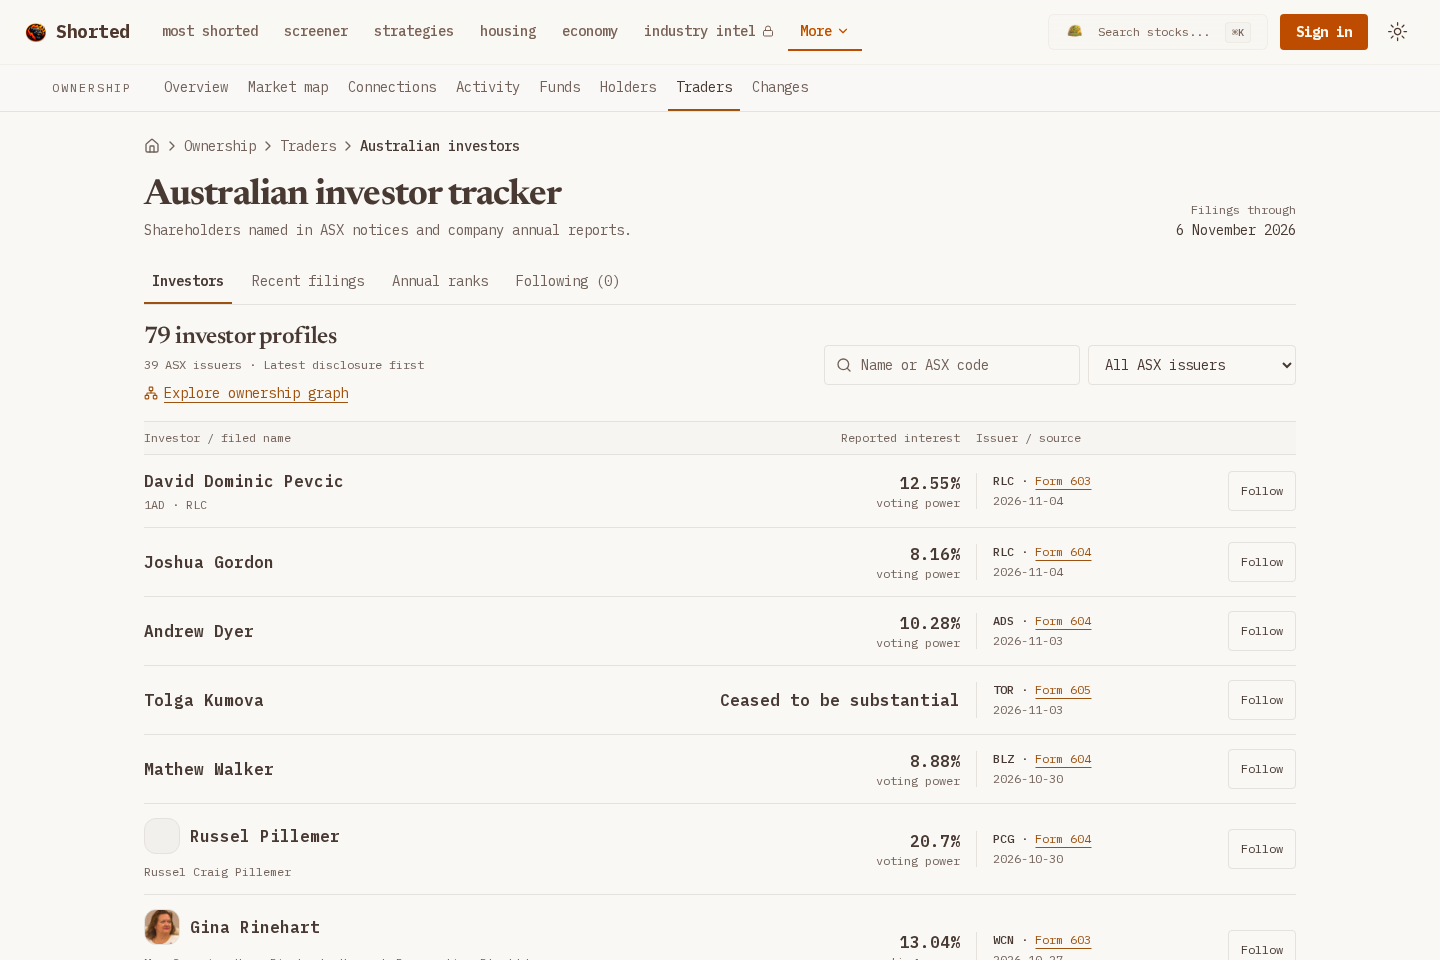 Shorted
most shorted
screener
strategies
housing
economy
industry intel
More
Search stocks...
⌘K
Sign in
OWNERSHIP
Overview
Market map
Connections
Activity
Funds
Holders
Traders
Changes
Ownership
Traders
Australian investors
Australian investor tracker
Shareholders named in ASX notices and company annual reports.
Filings through
6 November 2026
Investors
Recent filings
Annual ranks
Following (0)
79 investor profiles
39 ASX issuers · Latest disclosure first
Explore ownership graph
Name or ASX code
All ASX issuers
Investor / filed name
Reported interest
Issuer / source
David Dominic Pevcic
1AD · RLC
12.55%
voting power
RLC · Form 603
2026-11-04
Follow
Joshua Gordon
8.16%
voting power
RLC · Form 604
2026-11-04
Follow
Andrew Dyer
10.28%
voting power
ADS · Form 604
2026-11-03
Follow
Tolga Kumova
Ceased to be substantial
TOR · Form 605
2026-11-03
Follow
Mathew Walker
8.88%
voting power
BLZ · Form 604
2026-10-30
Follow
Russel Pillemer
Russel Craig Pillemer
20.7%
voting power
PCG · Form 604
2026-10-30
Follow
Gina Rinehart
13.04%
WCN · Form 603
2026-10-27
Follow